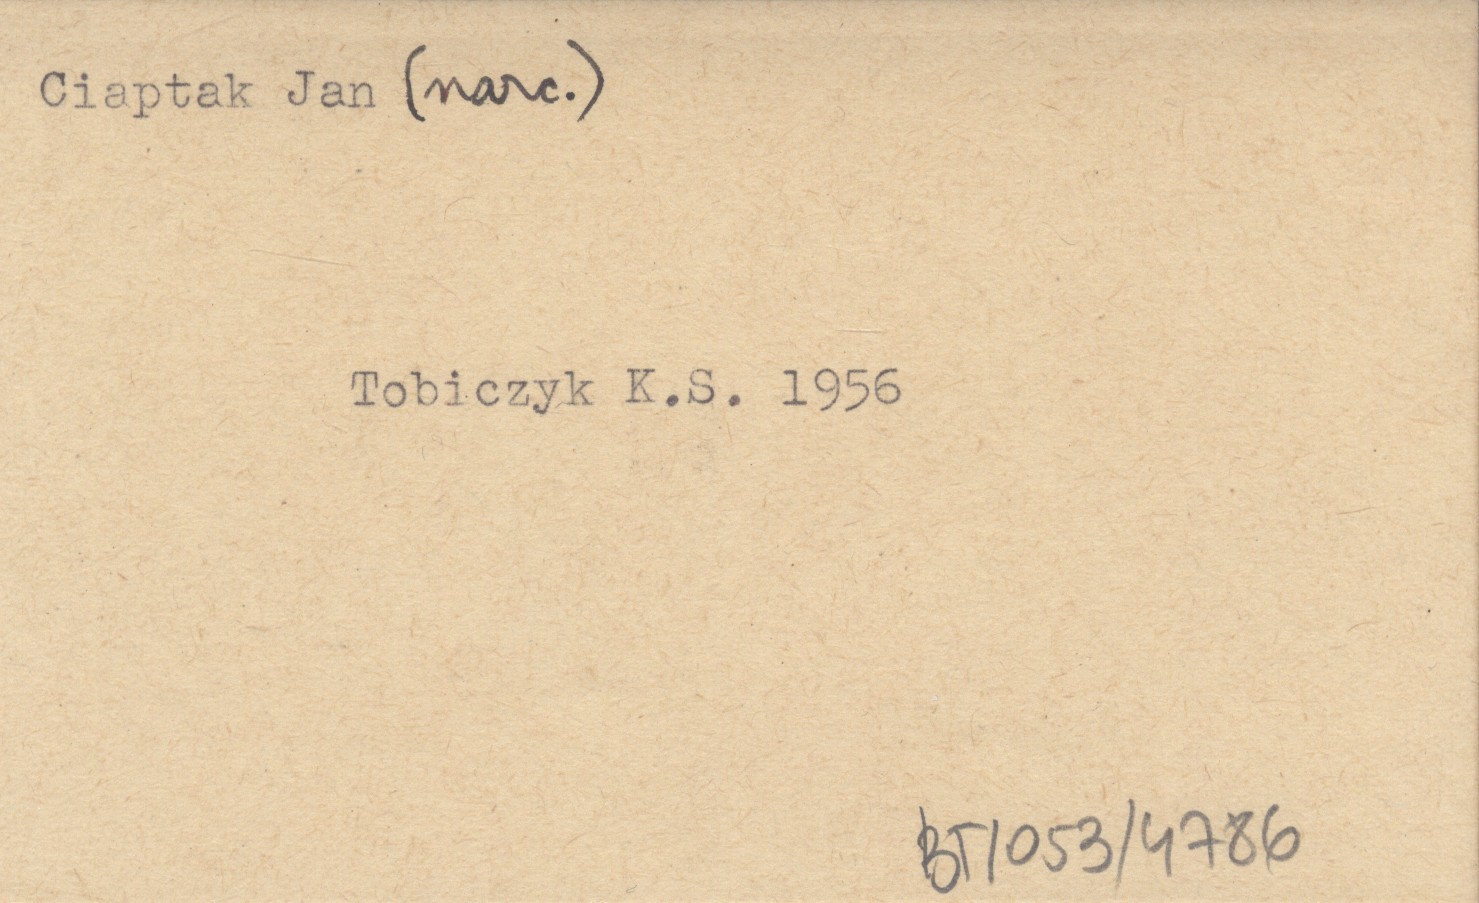 Ciaptak Jan (narc.)
Tobiczyk K.S. 1956
BT/053/4786